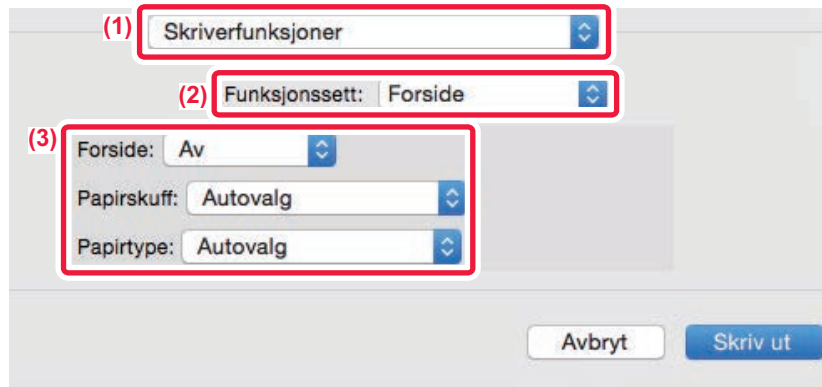 (1) Skriverfunksjoner
(2) Funksjonssett: Forside
(3)
Forside: Av
Papirskuff: Autovalg
Papirtype: Autovalg
Avbryt Skriv ut